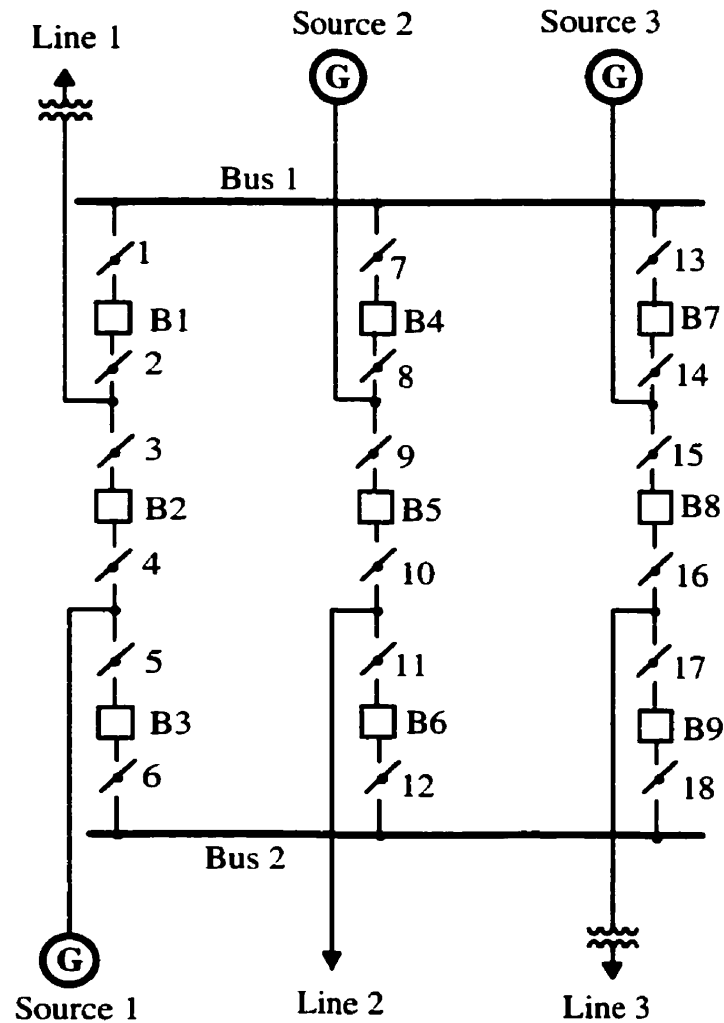 Line 1
Source 2
Source 3
G
G
Bus 1
1
7
13
B1
B4
B7
2
8
14
3
9
15
B2
B5
B8
4
10
16
5
11
17
B3
B6
B9
6
12
18
Bus 2
G
Source 1
Line 2
Line 3